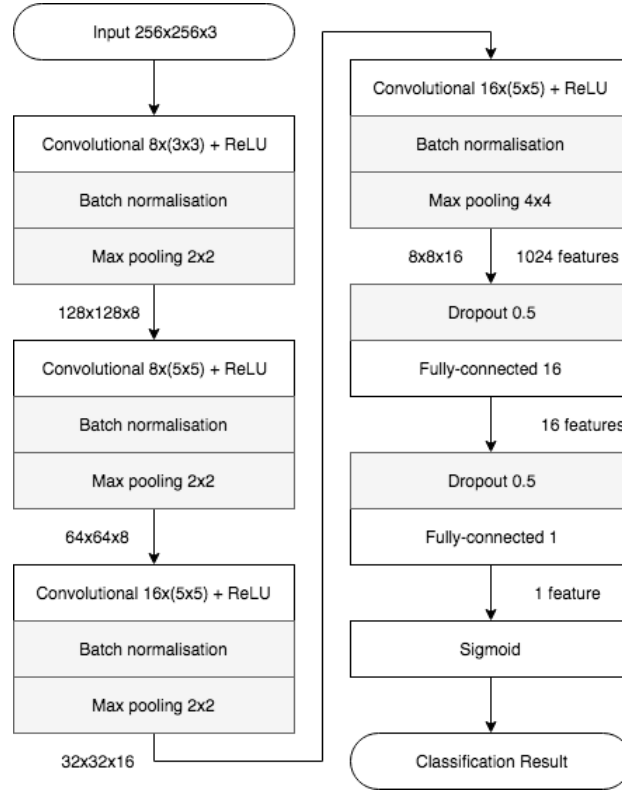 Input 256x256x3
Convolutional 8x(3x3) + ReLU
Batch normalisation
Max pooling 2x2
128x128x8
Convolutional 8x(5x5) + ReLU
Batch normalisation
Max pooling 2x2
64x64x8
Convolutional 16x(5x5) + ReLU
Batch normalisation
Max pooling 2x2
32x32x16
Convolutional 16x(5x5) + ReLU
Batch normalisation
Max pooling 4x4
8x8x16 1024 features
Dropout 0.5
Fully-connected 16
16 features
Dropout 0.5
Fully-connected 1
1 feature
Sigmoid
Classification Result